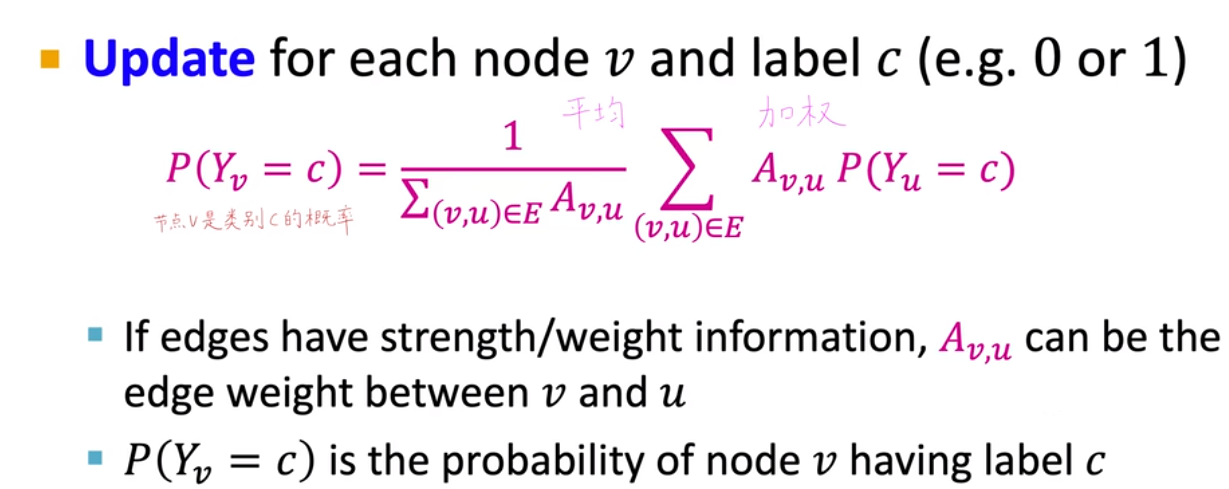 ▪ Update for each node v and label c (e.g. 0 or 1)
平均 加权
P(Y_v = c) = 1 / Σ_{(v,u)∈E} A_{v,u} Σ_{(v,u)∈E} A_{v,u} P(Y_u = c)
节点V是类别C的概率
▪ If edges have strength/weight information, A_{v,u} can be the
edge weight between v and u
▪ P(Y_v = c) is the probability of node v having label c